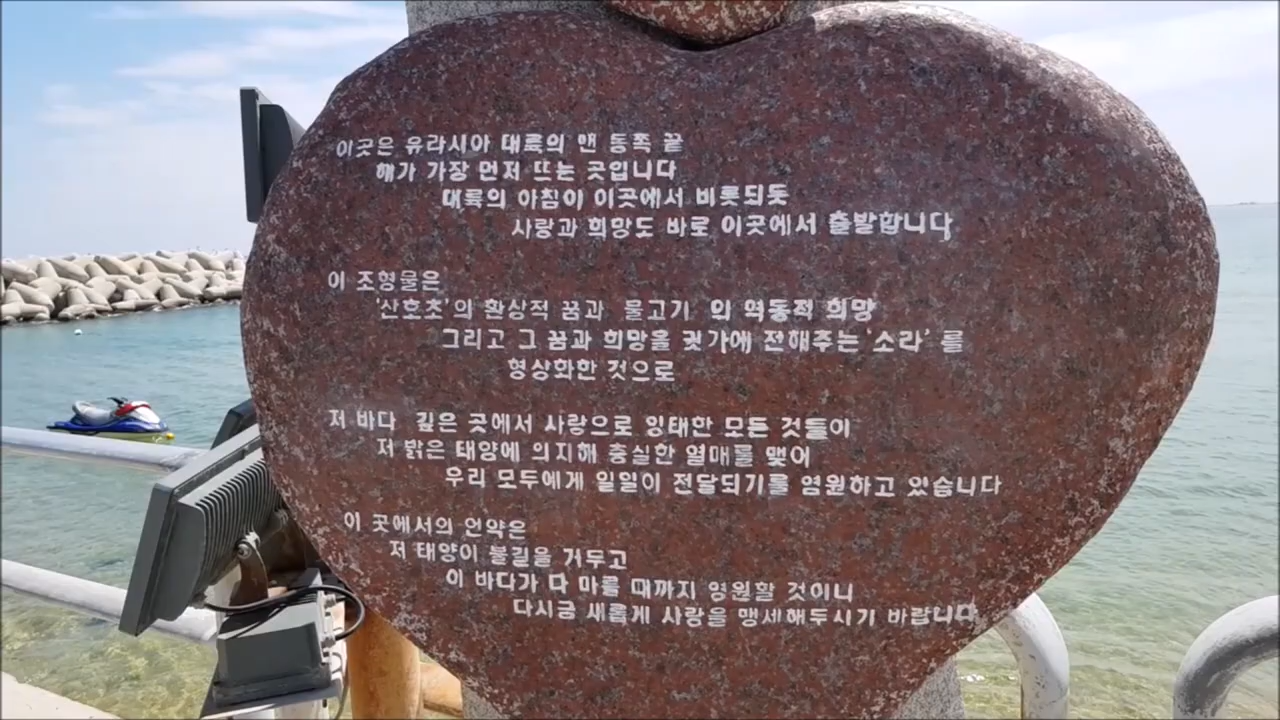 이곳은 유라시아 대륙의 맨 동쪽 끝
해가 가장 먼저 뜨는 곳입니다
대륙의 아침이 이곳에서 비롯되듯
사랑과 희망도 바로 이곳에서 출발합니다
이 조형물은
'산호초'의 환상적 꿈과 물고기 의 역동적 희망
그리고 그 꿈과 희망을 귓가에 전해주는 '소라' 를
형상화한 것으로
저 바다 깊은 곳에서 사랑으로 잉태한 모든 것들이
저 밝은 태양에 의지해 충실한 열매를 맺어
우리 모두에게 일일이 전달되기를 염원하고 있습니다
이 곳에서의 언약은
저 태양이 불길을 거두고
이 바다가 다 마를 때까지 영원할 것이니
다시금 새롭게 사랑을 맹세해두시기 바랍니다